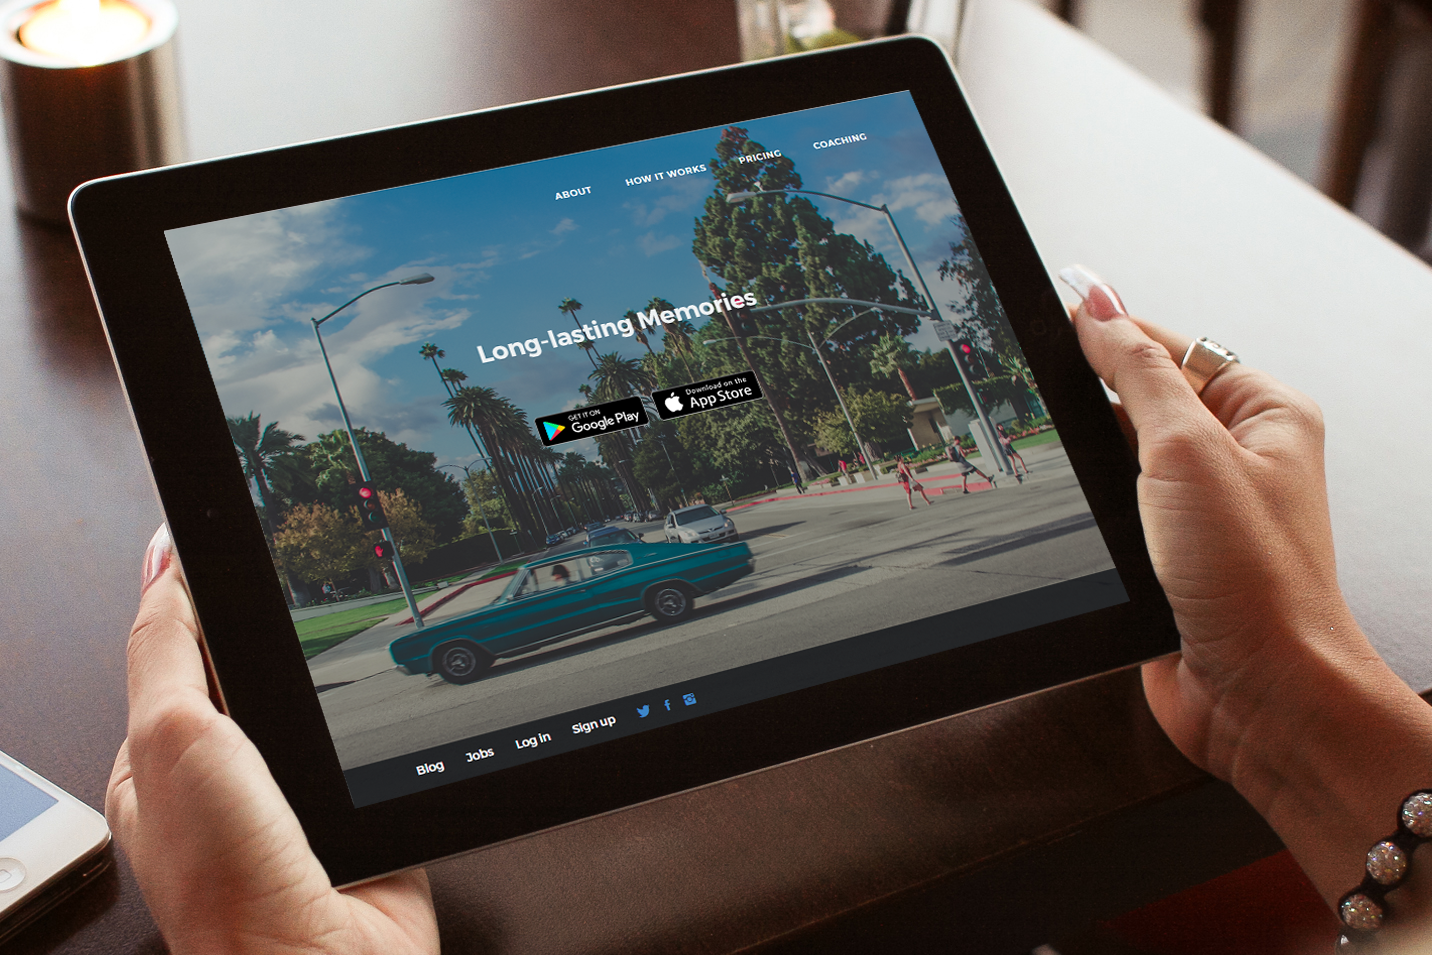 ABOUT
HOW IT WORKS
PRICING
COACHING
Long-lasting Memories
GET IT ON
Google Play
Download on the
App Store
Blog
Jobs
Log in
Sign up